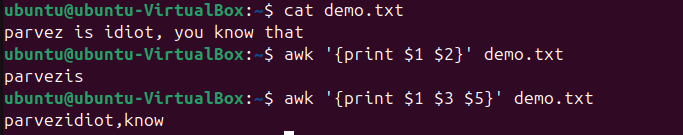 ubuntu@ubuntu-VirtualBox:~$ cat demo.txt
parvez is idiot, you know that
ubuntu@ubuntu-VirtualBox:~$ awk '{print $1 $2}' demo.txt
parvezis
ubuntu@ubuntu-VirtualBox:~$ awk '{print $1 $3 $5}' demo.txt
parvezidiot,know